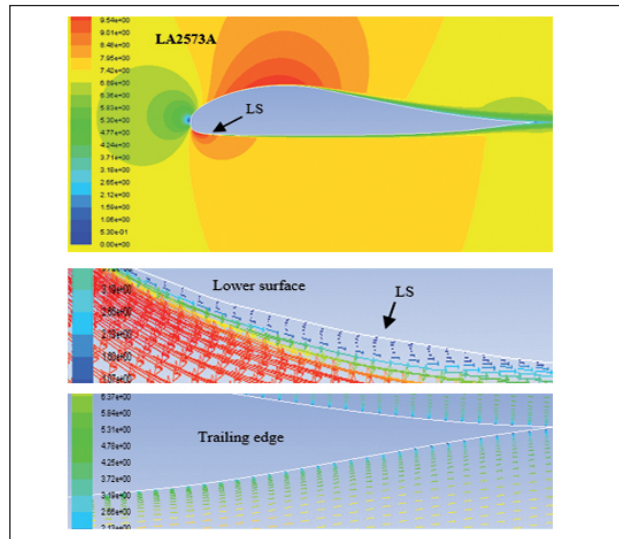 9.54e+00
9.01e+00
8.48e+00
7.95e+00
7.42e+00
6.89e+00
6.36e+00
5.83e+00
5.30e+00
4.77e+00
4.24e+00
3.71e+00
3.18e+00
2.65e+00
2.12e+00
1.59e+00
1.06e+00
5.30e-01
0.00e+00
LA2573A
LS
LS
Lower surface
LS
3.19e+00
2.65e+00
2.13e+00
1.60e+00
6.37e+00
5.84e+00
5.31e+00
4.78e+00
4.25e+00
3.72e+00
3.19e+00
2.66e+00
2.13e+00
Trailing edge